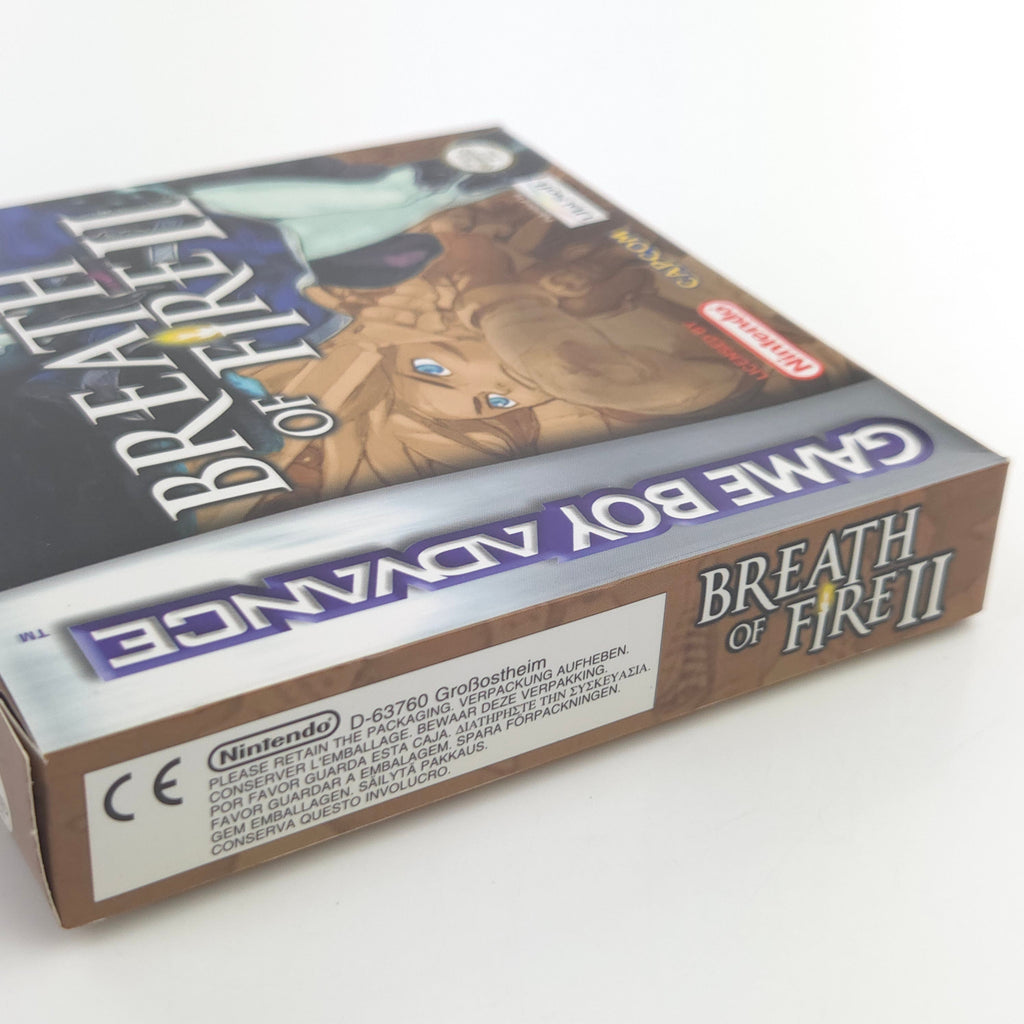 BREATH
OF FIRE II
Ubisoft
CAPCOM
LICENSED BY
Nintendo
GAME BOY ADVANCE
TM
BREATH
OF FIRE II
CE
Nintendo D-63760 Großostheim
PLEASE RETAIN THE PACKAGING. VERPACKUNG AUFHEBEN.
CONSERVER L'EMBALLAGE. BEWAAR DEZE VERPAKKING.
POR FAVOR GUARDA ESTA CAJA. ΔΙΑΤΗΡΗΣΤΕ ΤΗΝ ΣΥΣΚΕΥΑΣΙΑ.
FAVOR GUARDAR A EMBALAGEM. SPARA FÖRPACKNINGEN.
GEM EMBALLAGEN. SÄILYTÄ PAKKAUS.
CONSERVA QUESTO INVOLUCRO.